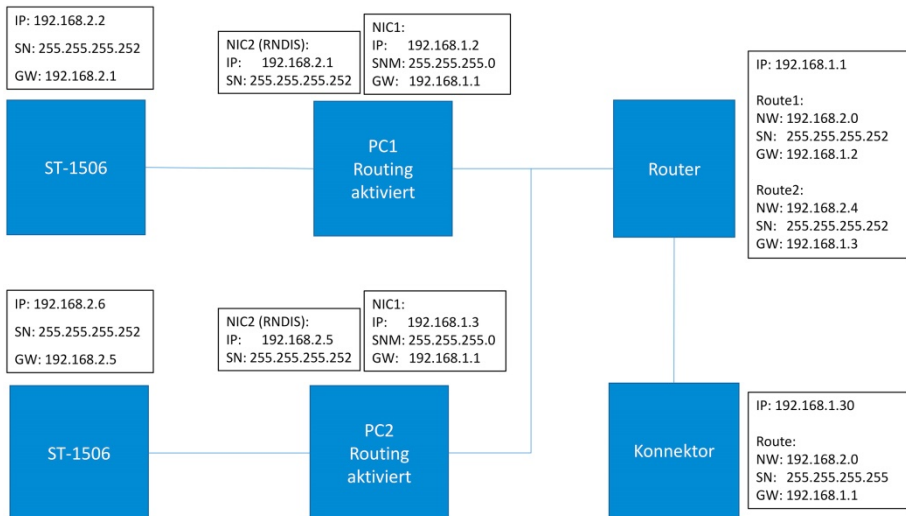 IP: 192.168.2.2
SN: 255.255.255.252
GW: 192.168.2.1
NIC2 (RNDIS):
IP: 192.168.2.1
SN: 255.255.255.252
NIC1:
IP: 192.168.1.2
SNM: 255.255.255.0
GW: 192.168.1.1
IP: 192.168.1.1
Route1:
NW: 192.168.2.0
SN: 255.255.255.252
GW: 192.168.1.2
Route2:
NW: 192.168.2.4
SN: 255.255.255.252
GW: 192.168.1.3
ST-1506
PC1
Routing
aktiviert
Router
IP: 192.168.2.6
SN: 255.255.255.252
GW: 192.168.2.5
NIC2 (RNDIS):
IP: 192.168.2.5
SN: 255.255.255.252
NIC1:
IP: 192.168.1.3
SNM: 255.255.255.0
GW: 192.168.1.1
ST-1506
PC2
Routing
aktiviert
Konnektor
IP: 192.168.1.30
Route:
NW: 192.168.2.0
SN: 255.255.255.255
GW: 192.168.1.1